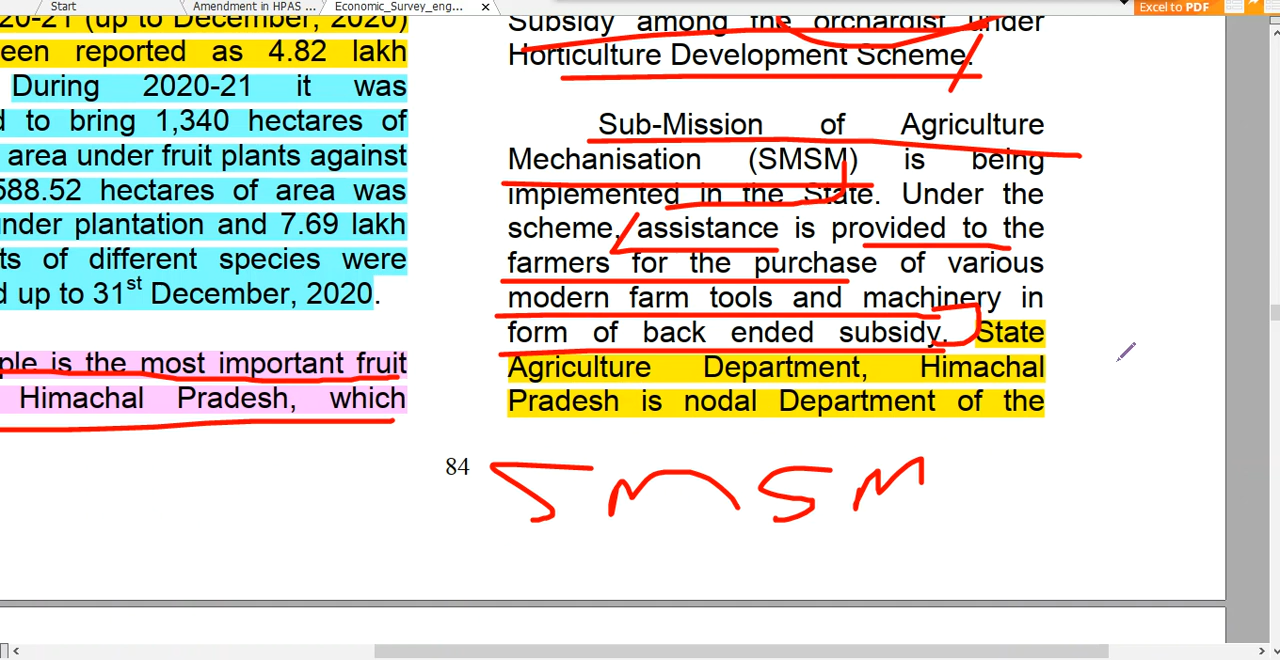 Start
Amendment in HPAS ...
Economic_Survey_eng...
Excel to PDF
20-21 (up to December, 2020)
een reported as 4.82 lakh
During 2020-21 it was
d to bring 1,340 hectares of
area under fruit plants against
588.52 hectares of area was
nder plantation and 7.69 lakh
ts of different species were
d up to 31st December, 2020.
ple is the most important fruit
Himachal Pradesh, which
Subsidy among the orchardist under
Horticulture Development Scheme.
Sub-Mission of Agriculture
Mechanisation (SMSM) is being
implemented in the State. Under the
scheme, assistance is provided to the
farmers for the purchase of various
modern farm tools and machinery in
form of back ended subsidy. State
Agriculture Department, Himachal
Pradesh is nodal Department of the
84
SMSM